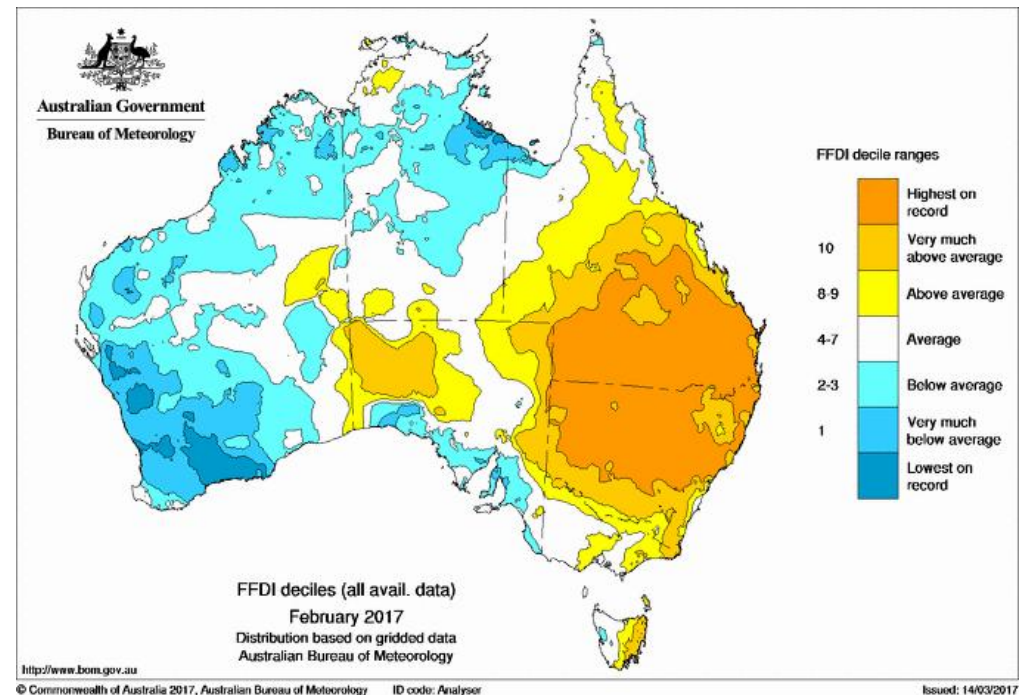 Australian Government
Bureau of Meteorology
FFDI decile ranges
Highest on
record
10
Very much
above average
8-9
Above average
4-7
Average
2-3
Below average
1
Very much
below average
Lowest on
record
FFDI deciles (all avail. data)
February 2017
Distribution based on gridded data
Australian Bureau of Meteorology
http://www.bom.gov.au
© Commonwealth of Australia 2017, Australian Bureau of Meteorology
ID code: Analyser
Issued: 14/03/2017